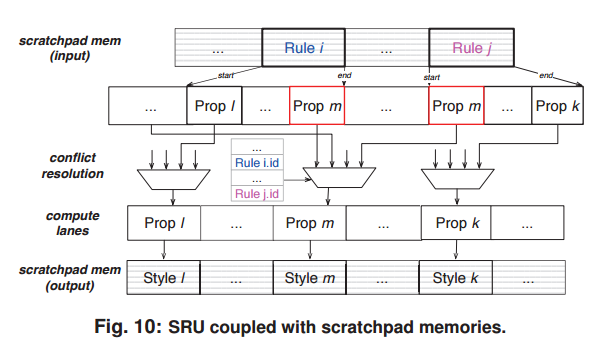 scratchpad mem
(input)
... Rule i ... Rule j
start end start end
... Prop l ... Prop m ... Prop m ... Prop k
conflict
resolution
...
Rule i.id
...
Rule j.id
compute
lanes
Prop l ... Prop m ... Prop k ...
scratchpad mem
(output)
Style l ... Style m ... Style k ...
Fig. 10: SRU coupled with scratchpad memories.